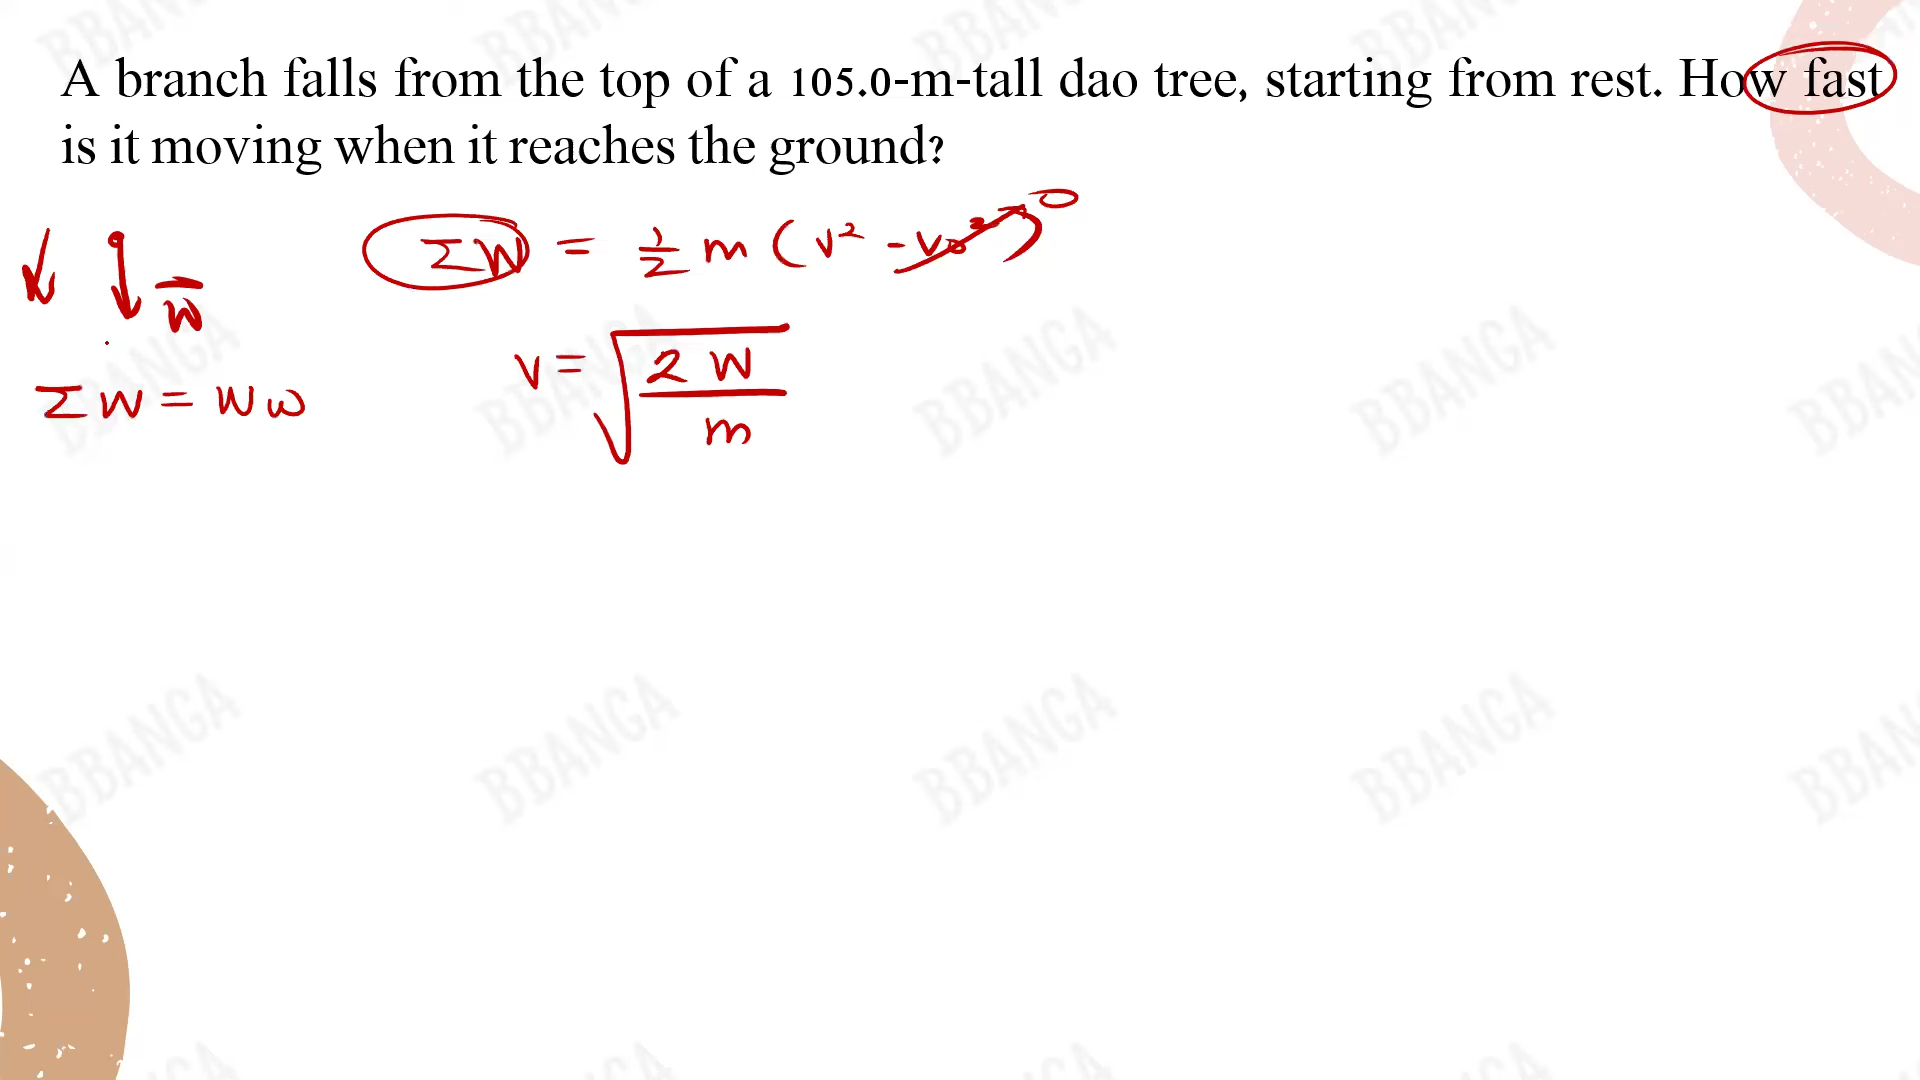 A branch falls from the top of a 105.0-m-tall dao tree, starting from rest. How fast
is it moving when it reaches the ground?
ΣW = ½ m (v² - v₀²) 0
w⃗
v = √(2W/m)
ΣW = Ww
BBANGA